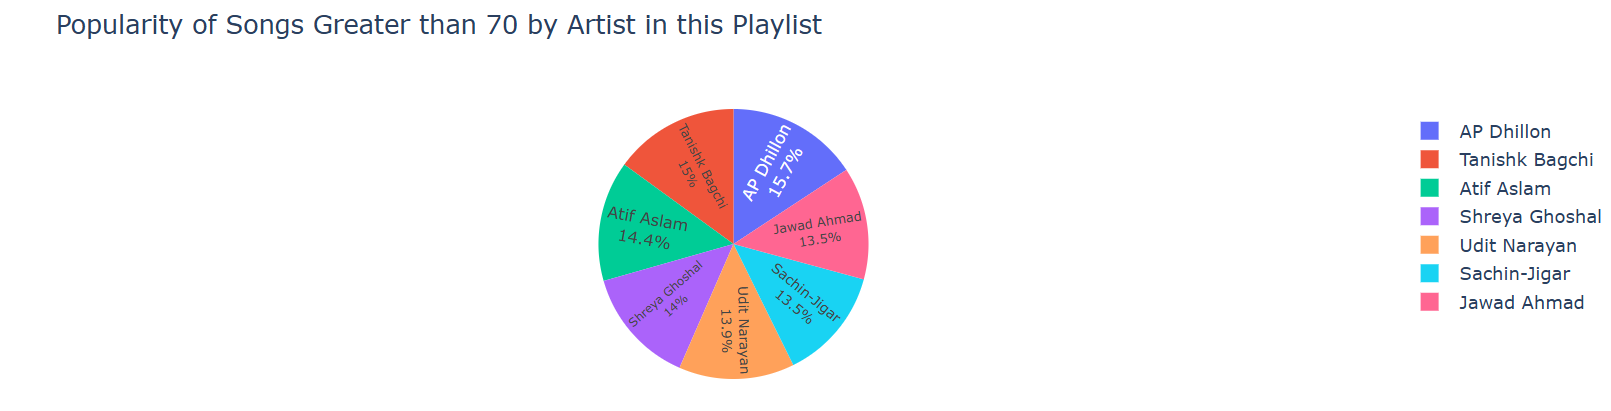 Popularity of Songs Greater than 70 by Artist in this Playlist
AP Dhillon
15.7%
Tanishk Bagchi
15%
Atif Aslam
14.4%
Shreya Ghoshal
14%
Udit Narayan
13.9%
Sachin-Jigar
13.5%
Jawad Ahmad
13.5%
AP Dhillon
Tanishk Bagchi
Atif Aslam
Shreya Ghoshal
Udit Narayan
Sachin-Jigar
Jawad Ahmad